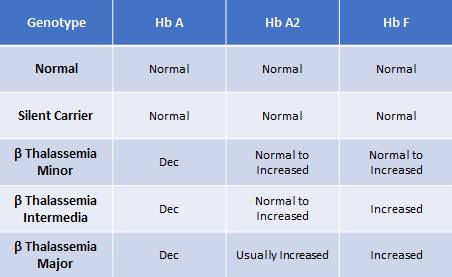 Genotype Hb A Hb A2 Hb F
Normal Normal Normal Normal
Silent Carrier Normal Normal Normal
β Thalassemia Minor Dec Normal to Increased Normal to Increased
β Thalassemia Intermedia Dec Normal to Increased Increased
β Thalassemia Major Dec Usually Increased Increased